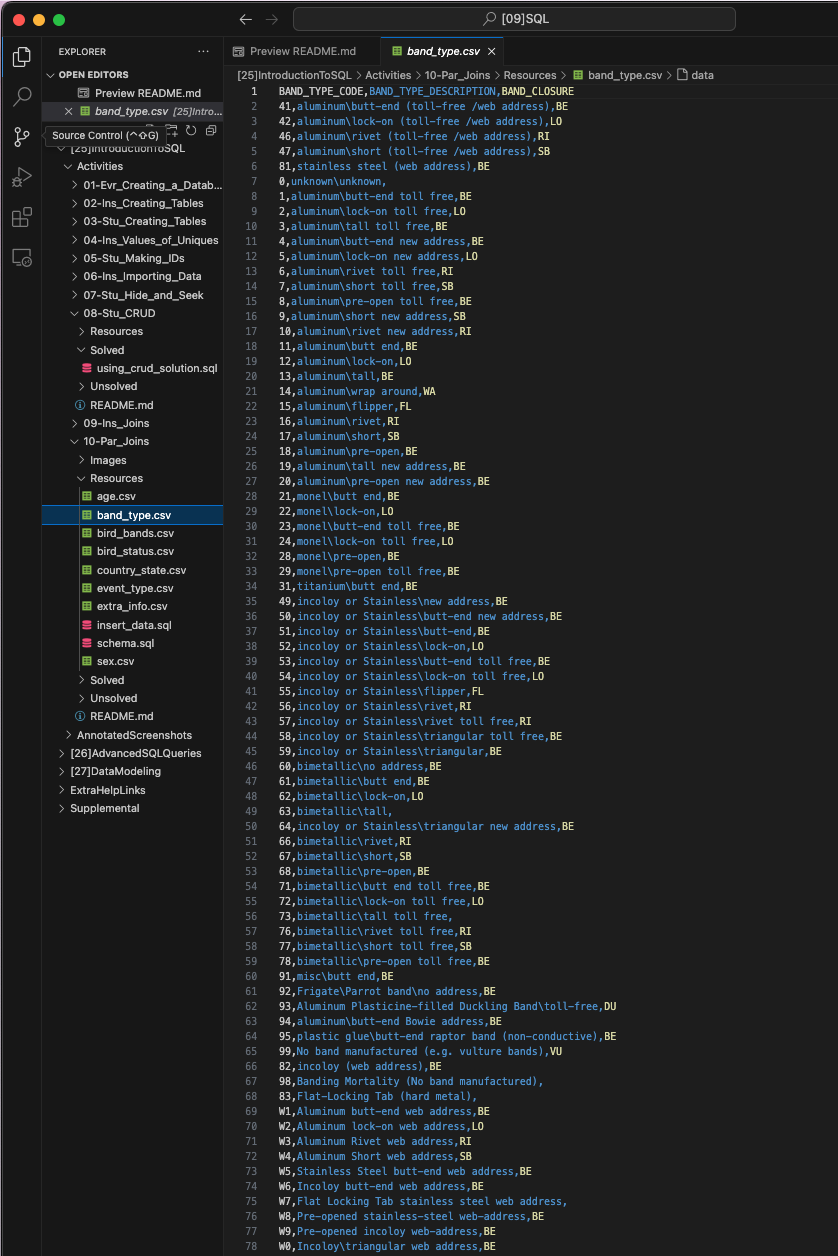 [09]SQL
EXPLORER
Preview README.md
band_type.csv
OPEN EDITORS
Preview README.md
band_type.csv [25]Intro...
Source Control (^⇧G)
[25]IntroductionToSQL
Activities
01-Evr_Creating_a_Datab...
02-Ins_Creating_Tables
03-Stu_Creating_Tables
04-Ins_Values_of_Uniques
05-Stu_Making_IDs
06-Ins_Importing_Data
07-Stu_Hide_and_Seek
08-Stu_CRUD
Resources
Solved
using_crud_solution.sql
Unsolved
README.md
09-Ins_Joins
10-Par_Joins
Images
Resources
age.csv
band_type.csv
bird_bands.csv
bird_status.csv
country_state.csv
event_type.csv
extra_info.csv
insert_data.sql
schema.sql
sex.csv
Solved
Unsolved
README.md
AnnotatedScreenshots
[26]AdvancedSQLQueries
[27]DataModeling
ExtraHelpLinks
Supplemental
[25]IntroductionToSQL > Activities > 10-Par_Joins > Resources > band_type.csv > data
1 BAND_TYPE_CODE,BAND_TYPE_DESCRIPTION,BAND_CLOSURE
2 41,aluminum\butt-end (toll-free /web address),BE
3 42,aluminum\lock-on (toll-free /web address),LO
4 46,aluminum\rivet (toll-free /web address),RI
5 47,aluminum\short (toll-free /web address),SB
6 81,stainless steel (web address),BE
7 0,unknown\unknown,
8 1,aluminum\butt-end toll free,BE
9 2,aluminum\lock-on toll free,LO
10 3,aluminum\tall toll free,BE
11 4,aluminum\butt-end new address,BE
12 5,aluminum\lock-on new address,LO
13 6,aluminum\rivet toll free,RI
14 7,aluminum\short toll free,SB
15 8,aluminum\pre-open toll free,BE
16 9,aluminum\short new address,SB
17 10,aluminum\rivet new address,RI
18 11,aluminum\butt end,BE
19 12,aluminum\lock-on,LO
20 13,aluminum\tall,BE
21 14,aluminum\wrap around,WA
22 15,aluminum\flipper,FL
23 16,aluminum\rivet,RI
24 17,aluminum\short,SB
25 18,aluminum\pre-open,BE
26 19,aluminum\tall new address,BE
27 20,aluminum\pre-open new address,BE
28 21,monel\butt end,BE
29 22,monel\lock-on,LO
30 23,monel\butt-end toll free,BE
31 24,monel\lock-on toll free,LO
32 28,monel\pre-open,BE
33 29,monel\pre-open toll free,BE
34 31,titanium\butt end,BE
35 49,incoloy or Stainless\new address,BE
36 50,incoloy or Stainless\butt-end new address,BE
37 51,incoloy or Stainless\butt-end,BE
38 52,incoloy or Stainless\lock-on,LO
39 53,incoloy or Stainless\butt-end toll free,BE
40 54,incoloy or Stainless\lock-on toll free,LO
41 55,incoloy or Stainless\flipper,FL
42 56,incoloy or Stainless\rivet,RI
43 57,incoloy or Stainless\rivet toll free,RI
44 58,incoloy or Stainless\triangular toll free,BE
45 59,incoloy or Stainless\triangular,BE
46 60,bimetallic\no address,BE
47 61,bimetallic\butt end,BE
48 62,bimetallic\lock-on,LO
49 63,bimetallic\tall,
50 64,incoloy or Stainless\triangular new address,BE
51 66,bimetallic\rivet,RI
52 67,bimetallic\short,SB
53 68,bimetallic\pre-open,BE
54 71,bimetallic\butt end toll free,BE
55 72,bimetallic\lock-on toll free,LO
56 73,bimetallic\tall toll free,
57 76,bimetallic\rivet toll free,RI
58 77,bimetallic\short toll free,SB
59 78,bimetallic\pre-open toll free,BE
60 91,misc\butt end,BE
61 92,Frigate\Parrot band\no address,BE
62 93,Aluminum Plasticine-filled Duckling Band\toll-free,DU
63 94,aluminum\butt-end Bowie address,BE
64 95,plastic glue\butt-end raptor band (non-conductive),BE
65 99,No band manufactured (e.g. vulture bands),VU
66 82,incoloy (web address),BE
67 98,Banding Mortality (No band manufactured),
68 83,Flat-Locking Tab (hard metal),
69 W1,Aluminum butt-end web address,BE
70 W2,Aluminum lock-on web address,LO
71 W3,Aluminum Rivet web address,RI
72 W4,Aluminum Short web address,SB
73 W5,Stainless Steel butt-end web address,BE
74 W6,Incoloy butt-end web address,BE
75 W7,Flat Locking Tab stainless steel web address,
76 W8,Pre-opened stainless-steel web-address,BE
77 W9,Pre-opened incoloy web-address,BE
78 W0,Incoloy\triangular web address,BE